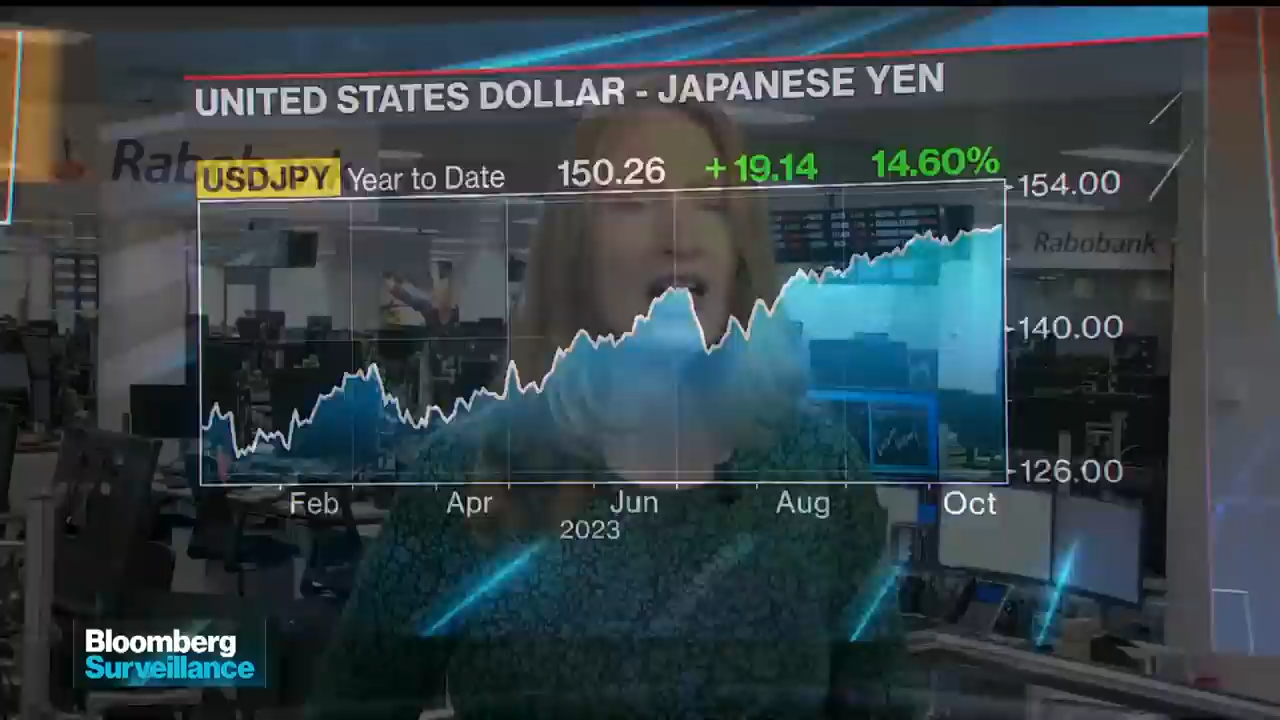 UNITED STATES DOLLAR - JAPANESE YEN
Rabobank
USDJPY Year to Date 150.26 +19.14 14.60%
154.00
Rabobank
140.00
126.00
Feb Apr Jun Aug Oct
2023
Bloomberg
Surveillance